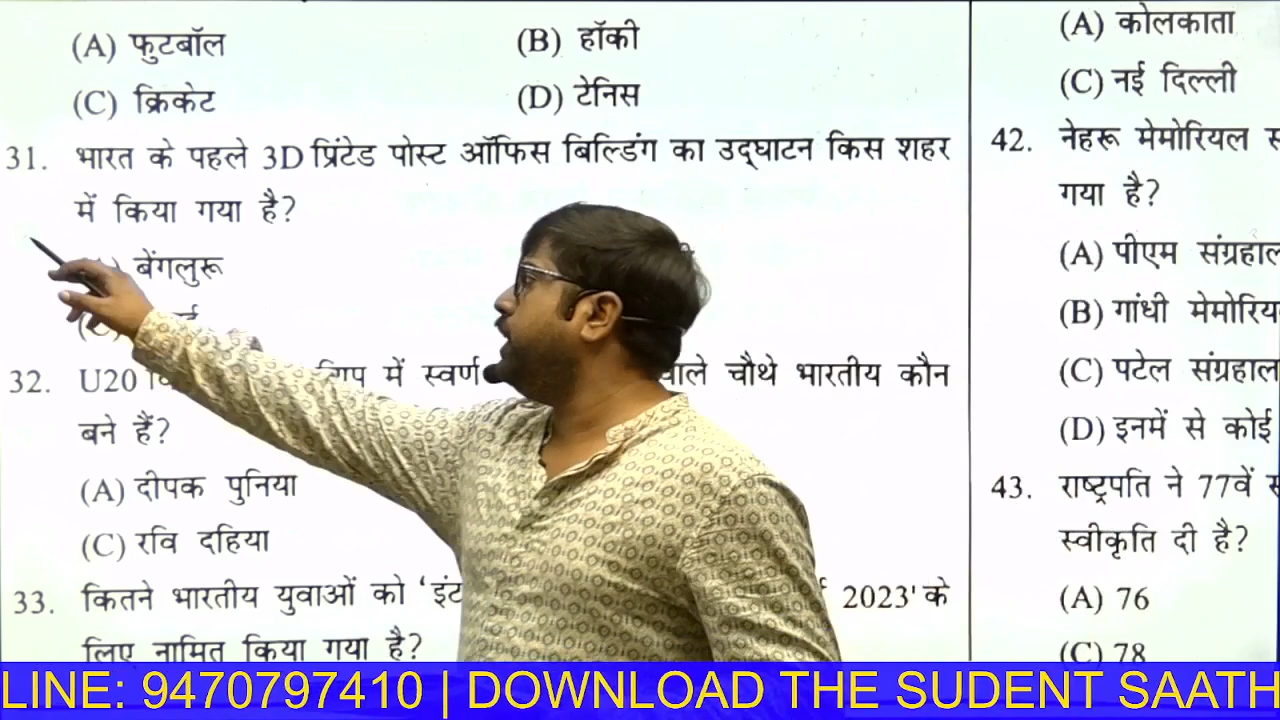 (A) फुटबॉल (B) हॉकी
(C) क्रिकेट (D) टेनिस
31. भारत के पहले 3D प्रिंटेड पोस्ट ऑफिस बिल्डिंग का उद्घाटन किस शहर
में किया गया है?
बेंगलुरू
32. U20 में स्वर्ण वाले चौथे भारतीय कौन
बने हैं?
(A) दीपक पुनिया
(C) रवि दहिया
33. कितने भारतीय युवाओं को 2023' के
लिए नामित किया गया है?
(A) कोलकाता
(C) नई दिल्ली
42. नेहरू मेमोरियल
गया है?
(A) पीएम
(B) गांधी
(C) पटेल
(D) इनमें से कोई
43. राष्ट्रपति ने 77वें
स्वीकृति दी है?
(A) 76
(C) 78
LINE: 9470797410 | DOWNLOAD THE SUDENT SAATH